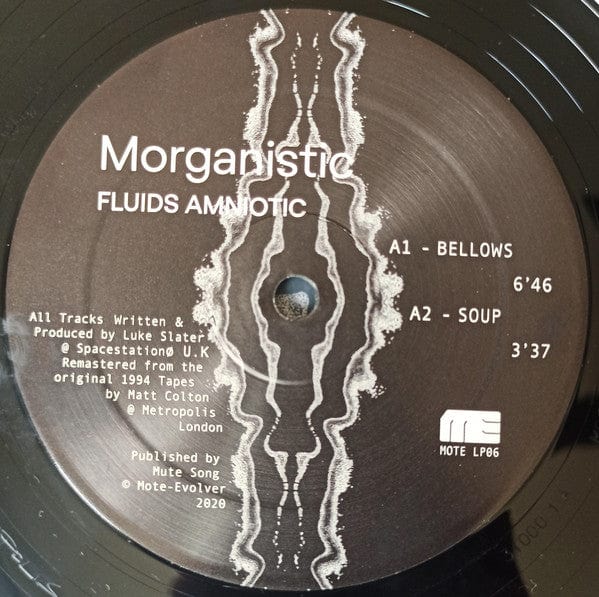 Morganistic
FLUIDS AMNIOTIC
A1 - BELLOWS
6'46
A2 - SOUP
3'37
All Tracks Written &
Produced by Luke Slater
@ SpacestationØ U.K
Remastered from the
original 1994 Tapes
by Matt Colton
@ Metropolis
London
Published by
Mute Song
© Mote-Evolver
2020
ME
MOTE LP06